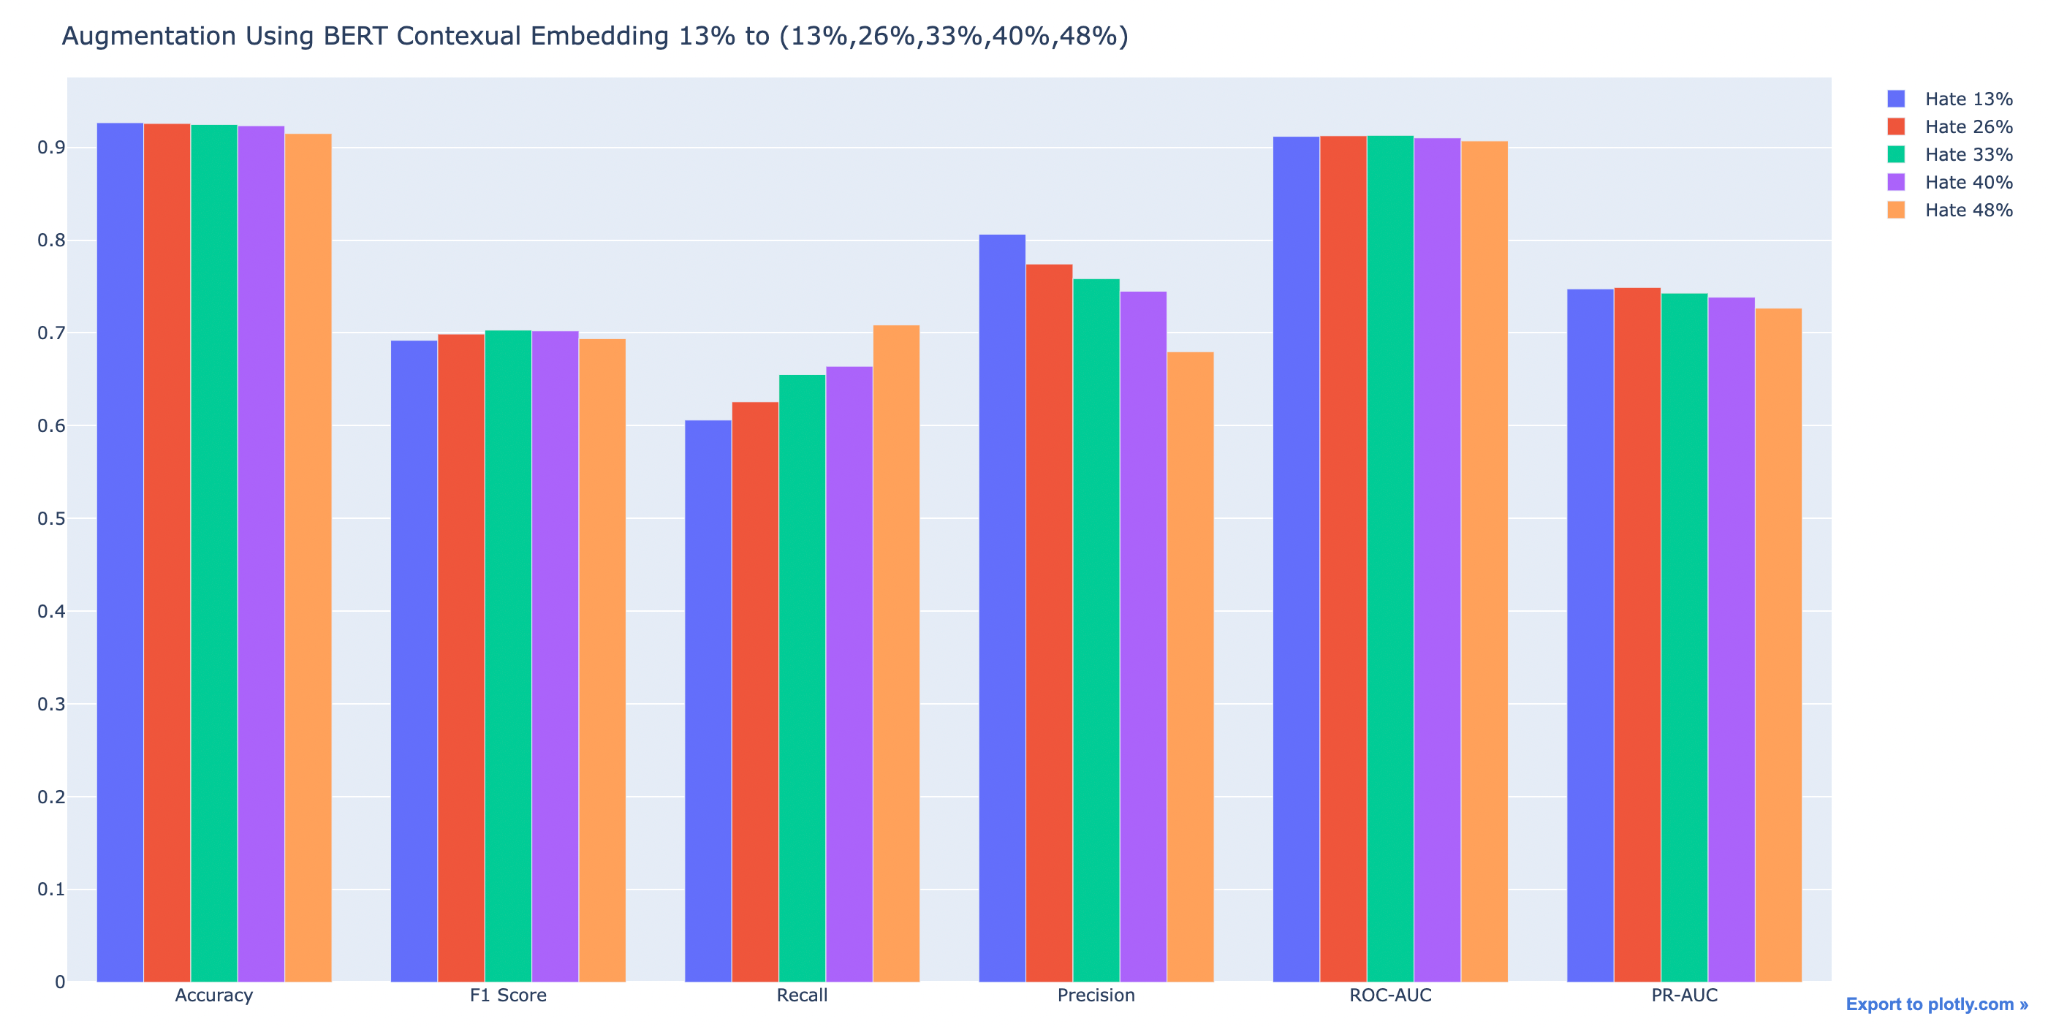 Augmentation Using BERT Contexual Embedding 13% to (13%,26%,33%,40%,48%)
Hate 13%
Hate 26%
Hate 33%
Hate 40%
Hate 48%
0.9
0.8
0.7
0.6
0.5
0.4
0.3
0.2
0.1
0
Accuracy F1 Score Recall Precision ROC-AUC PR-AUC
Export to plotly.com »